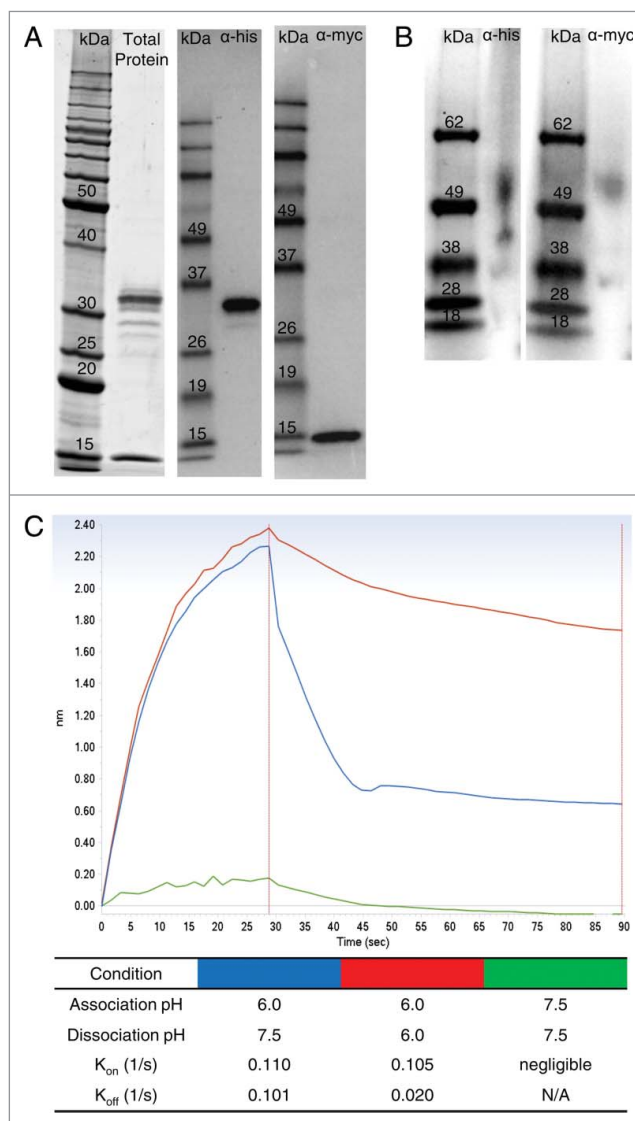 A
kDa Total Protein
50
40
30
25
20
15
kDa α-his
49
37
26
19
15
kDa α-myc
49
37
26
19
15
B
kDa α-his
62
49
38
28
18
kDa α-myc
62
49
38
28
18
C
2.40
2.20
2.00
1.80
1.60
1.40
1.20
1.00
0.80
0.60
0.40
0.20
0.00
nm
0 5 10 15 20 25 30 35 40 45 50 55 60 65 70 75 80 85 90
Time (sec)
Condition
Association pH 6.0 6.0 7.5
Dissociation pH 7.5 6.0 7.5
Kon (1/s) 0.110 0.105 negligible
Koff (1/s) 0.101 0.020 N/A